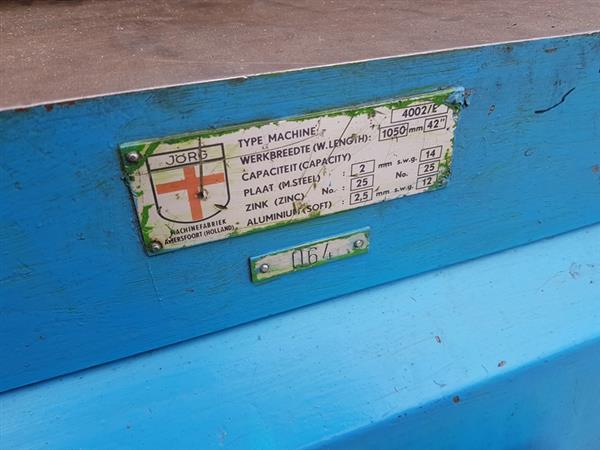 JÖRG
MACHINEFABRIEK
AMERSFOORT (HOLLAND)
TYPE MACHINE: 4002/E
WERKBREEDTE (W.LENGTH): 1050 mm 42"
CAPACITEIT (CAPACITY)
PLAAT (M.STEEL) : 2 mm s.w.g. 14
ZINK (ZINC) No. : 25 No. 25
ALUMINIUM (SOFT) : 2,5 mm s.w.g. 12
064